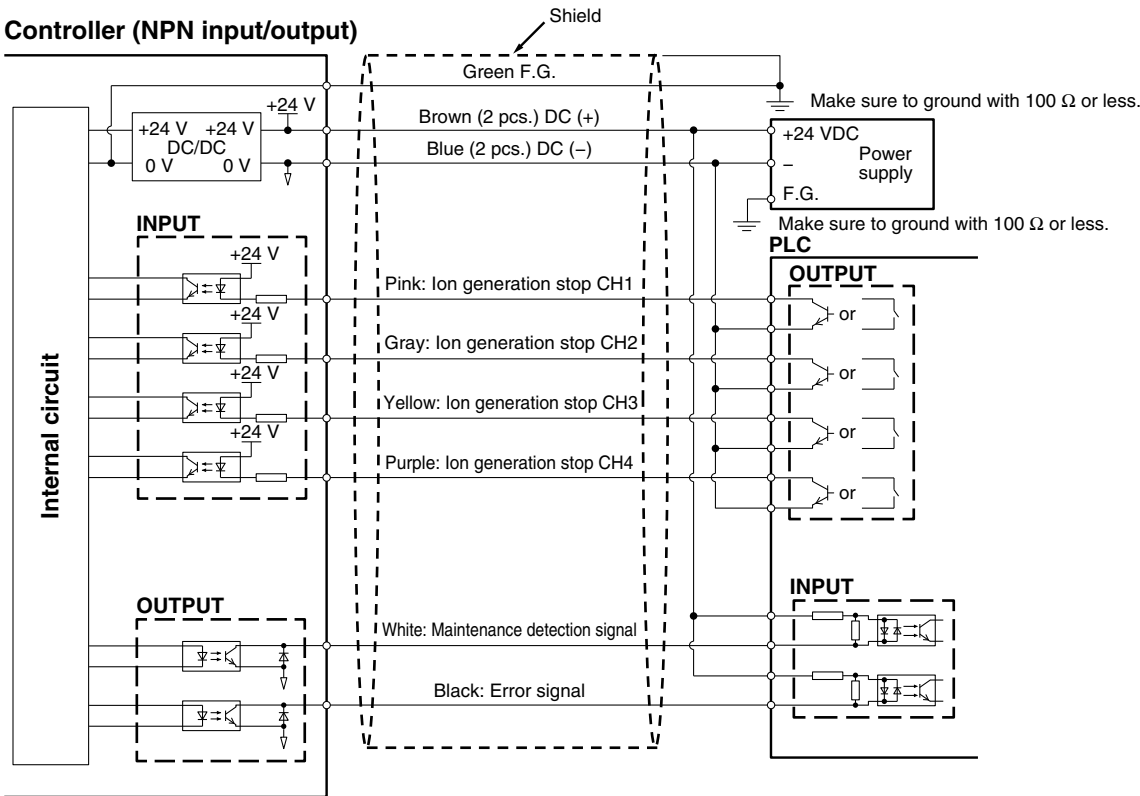 Shield
Controller (NPN input/output)
Green F.G.
Make sure to ground with 100 Ω or less.
+24 V
Brown (2 pcs.) DC (+)
+24 V +24 V
DC/DC
0 V 0 V
Blue (2 pcs.) DC (−)
+24 VDC
−
Power
supply
F.G.
Make sure to ground with 100 Ω or less.
INPUT
PLC
OUTPUT
+24 V
Pink: Ion generation stop CH1
or
+24 V
Gray: Ion generation stop CH2
or
+24 V
Yellow: Ion generation stop CH3
or
+24 V
Purple: Ion generation stop CH4
or
Internal circuit
INPUT
OUTPUT
White: Maintenance detection signal
Black: Error signal